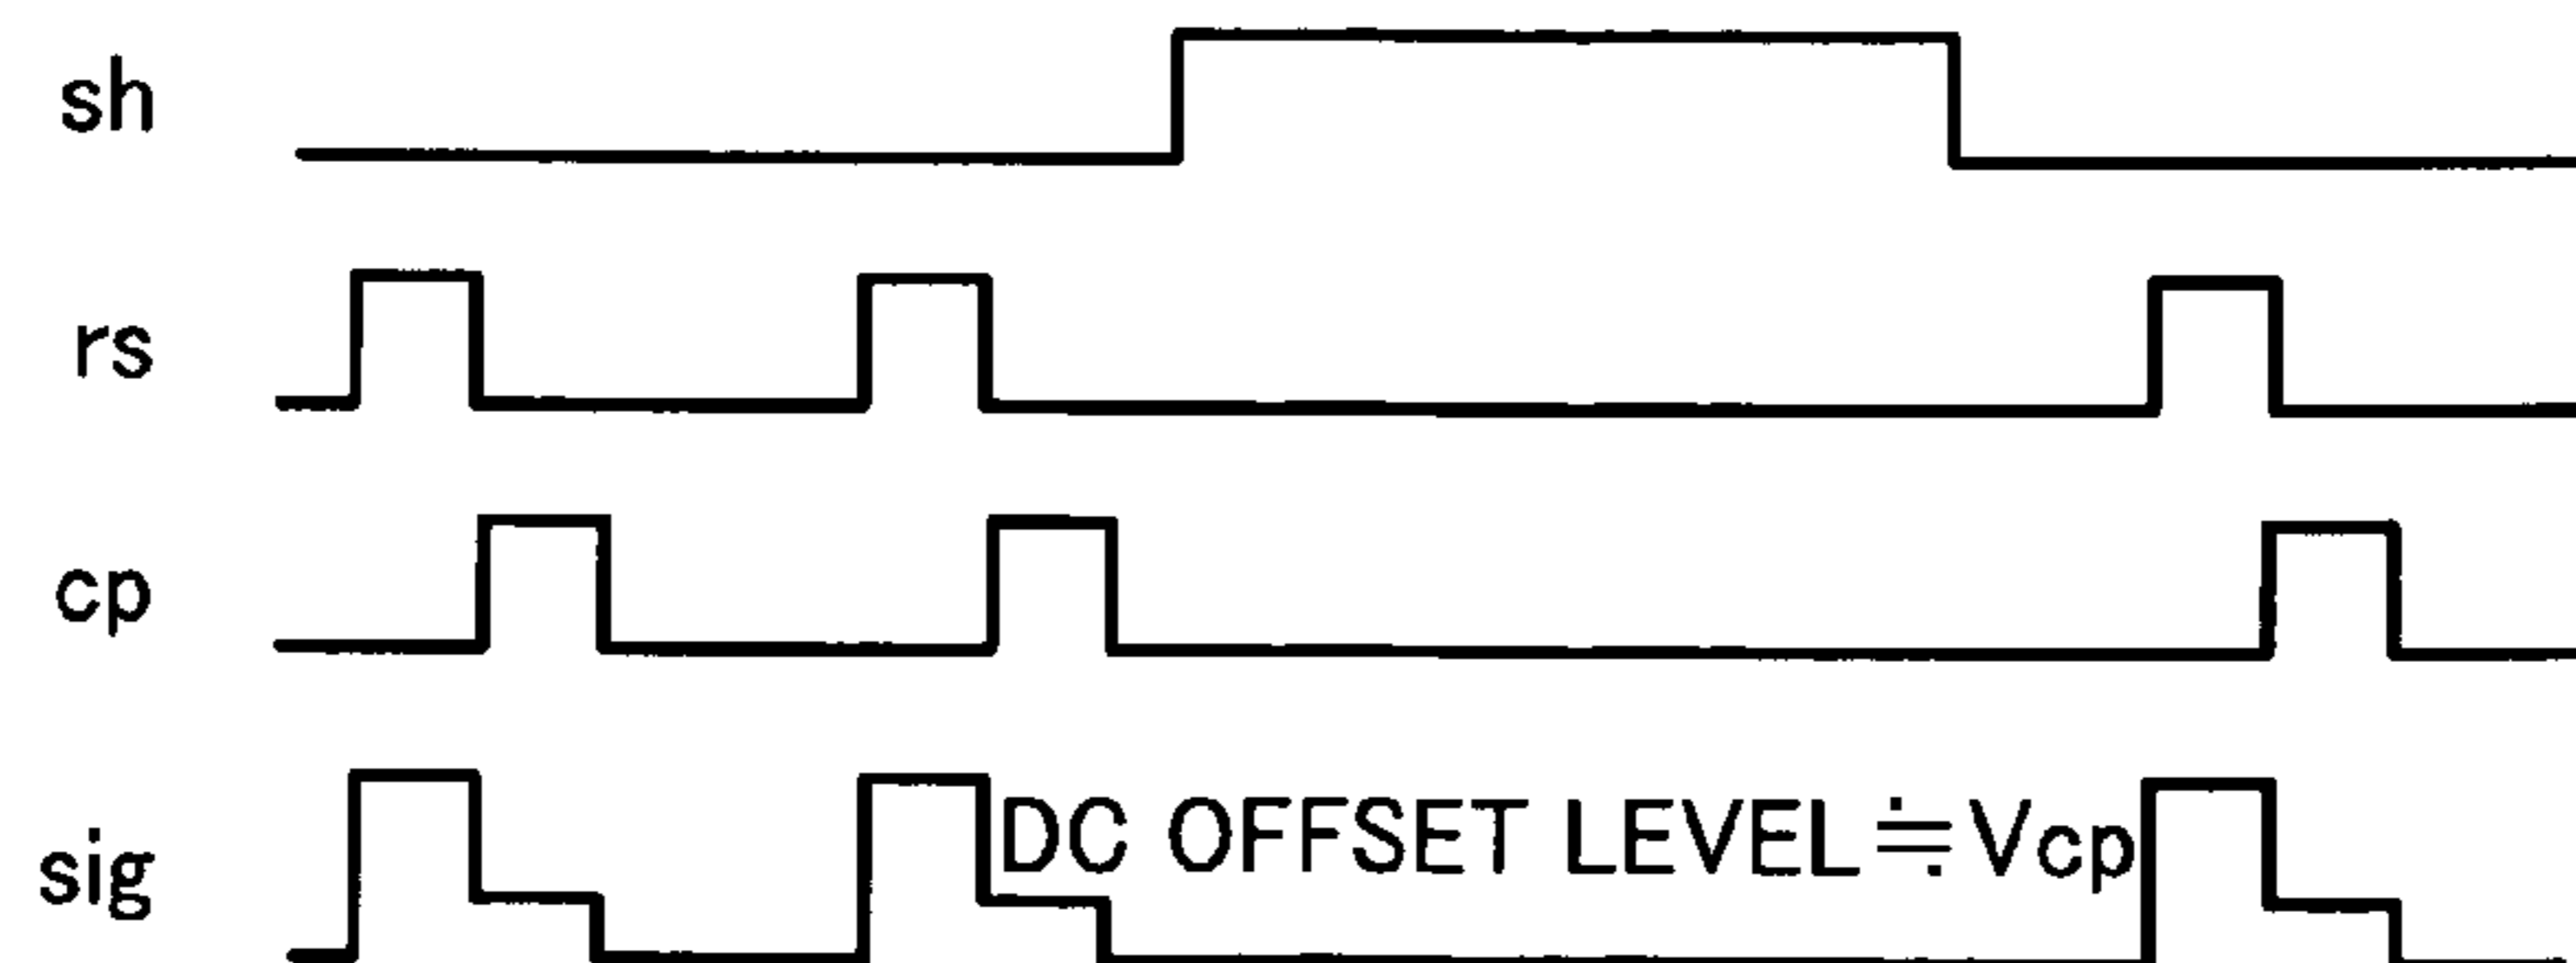 sh
rs
cp
sig
DC OFFSET LEVEL≒Vcp